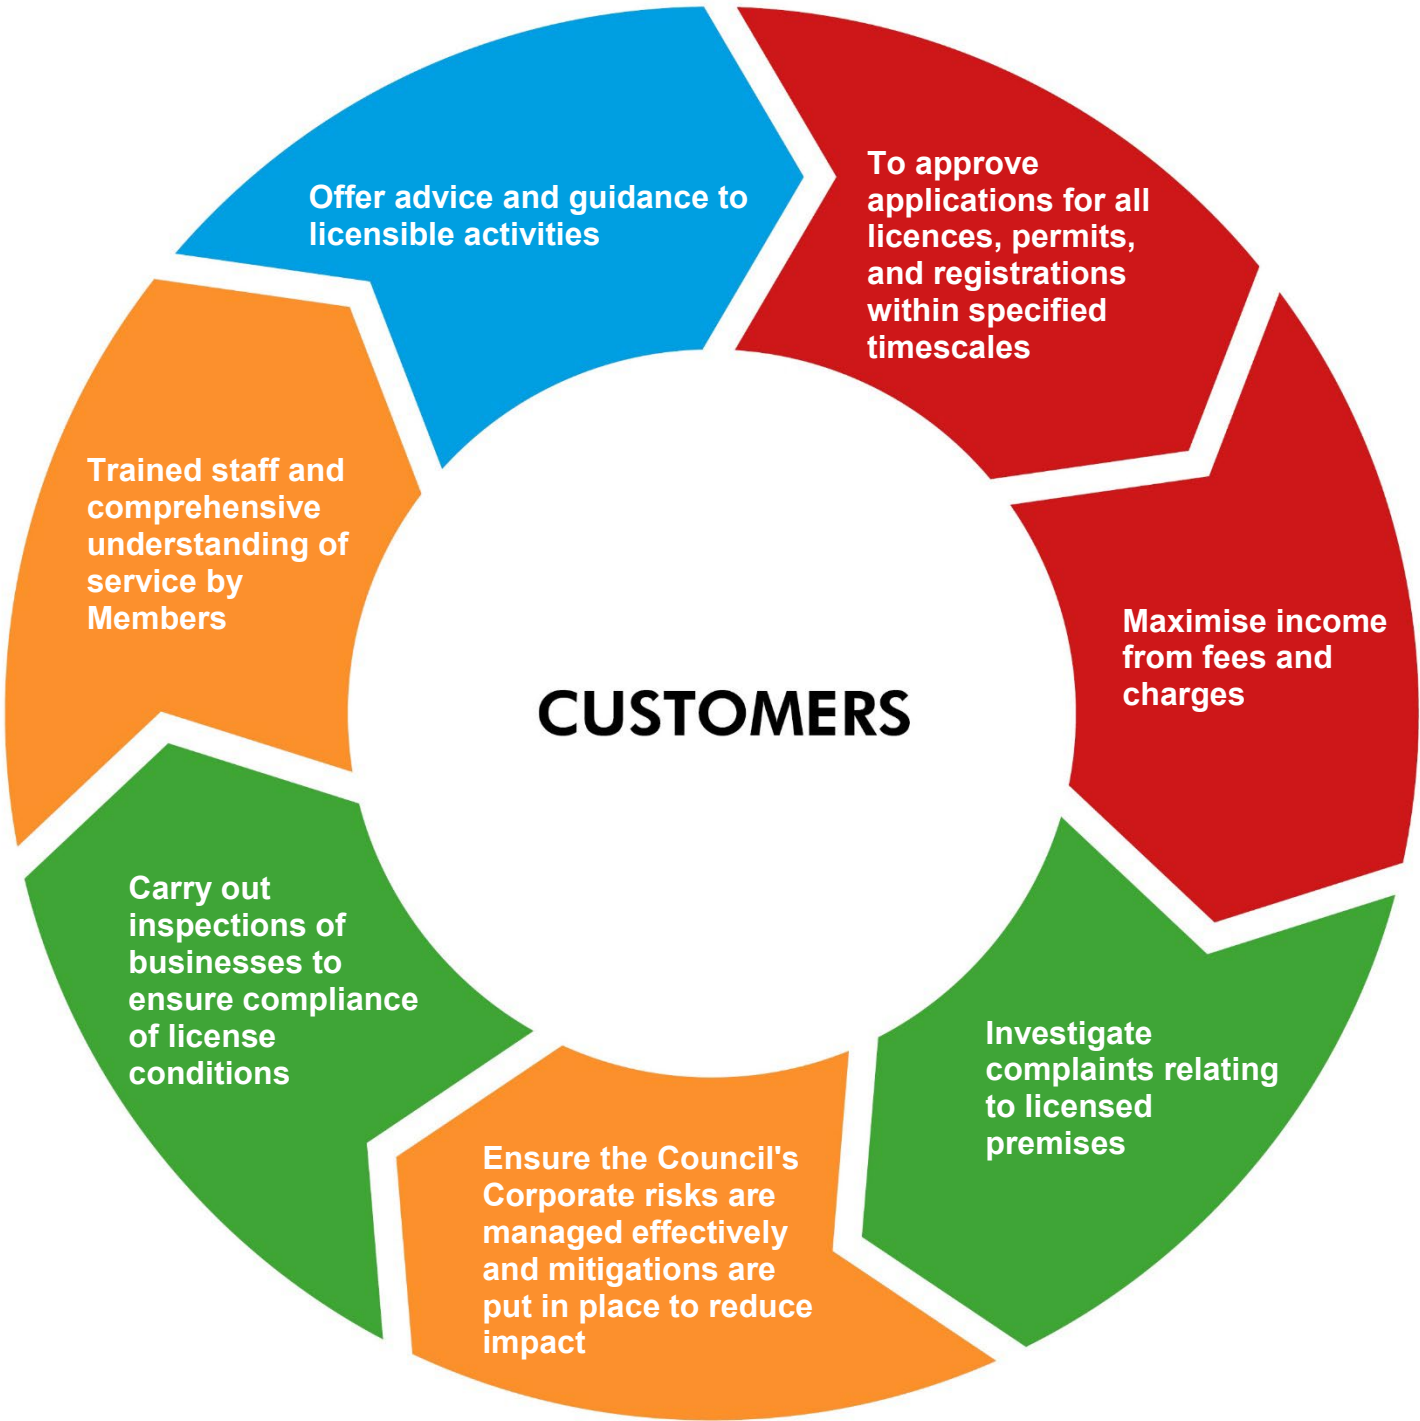 Offer advice and guidance to
licensible activities
To approve
applications for all
licences, permits,
and registrations
within specified
timescales
Maximise income
from fees and
charges
Investigate
complaints relating
to licensed
premises
Ensure the Council's
Corporate risks are
managed effectively
and mitigations are
put in place to reduce
impact
Carry out
inspections of
businesses to
ensure compliance
of license
conditions
Trained staff and
comprehensive
understanding of
service by
Members
CUSTOMERS